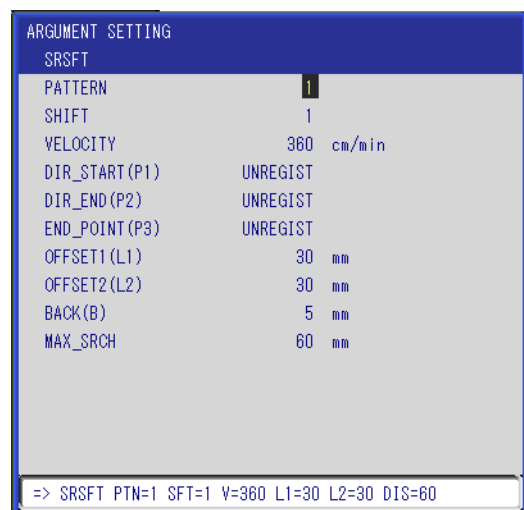 ARGUMENT SETTING
SRSFT
PATTERN 1
SHIFT 1
VELOCITY 360 cm/min
DIR_START(P1) UNREGIST
DIR_END(P2) UNREGIST
END_POINT(P3) UNREGIST
OFFSET1(L1) 30 mm
OFFSET2(L2) 30 mm
BACK(B) 5 mm
MAX_SRCH 60 mm
=> SRSFT PTN=1 SFT=1 V=360 L1=30 L2=30 DIS=60